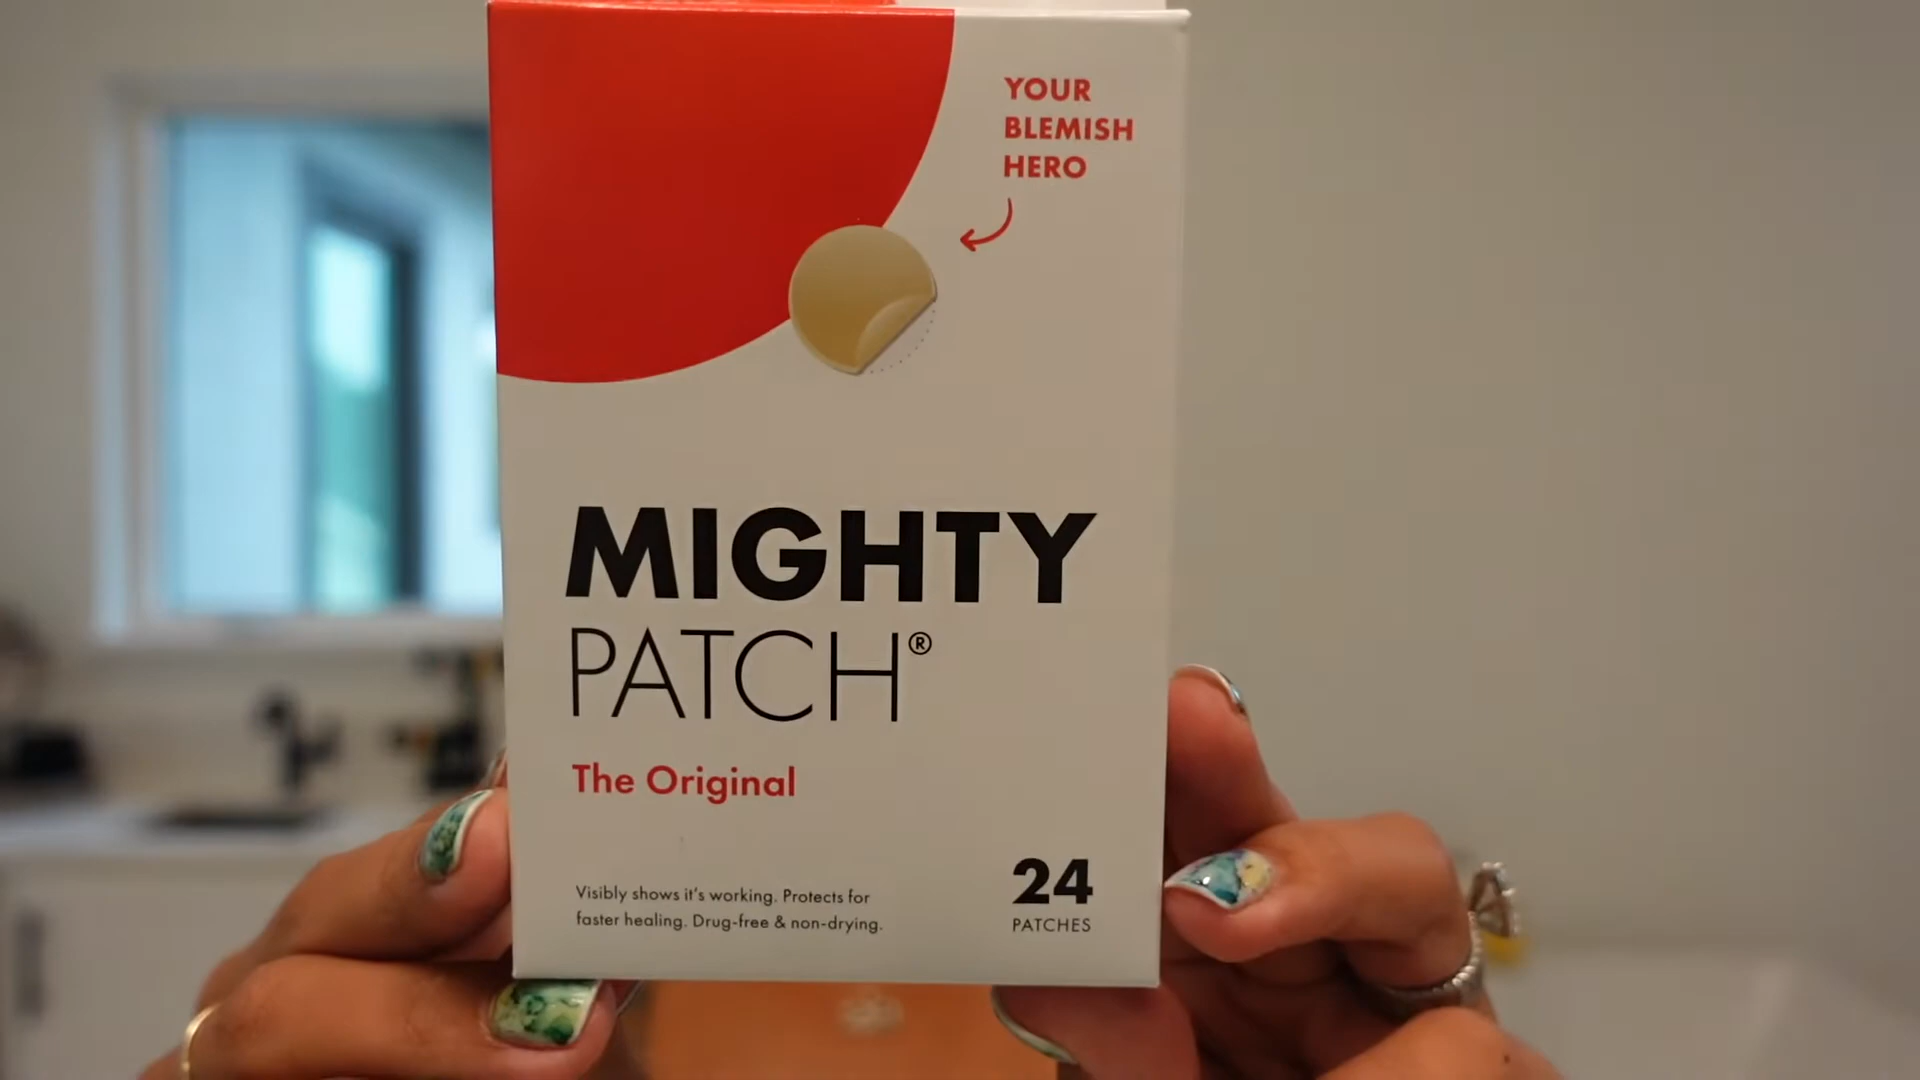 YOUR
BLEMISH
HERO
MIGHTY
PATCH®
The Original
Visibly shows it's working. Protects for
faster healing. Drug-free & non-drying.
24
PATCHES